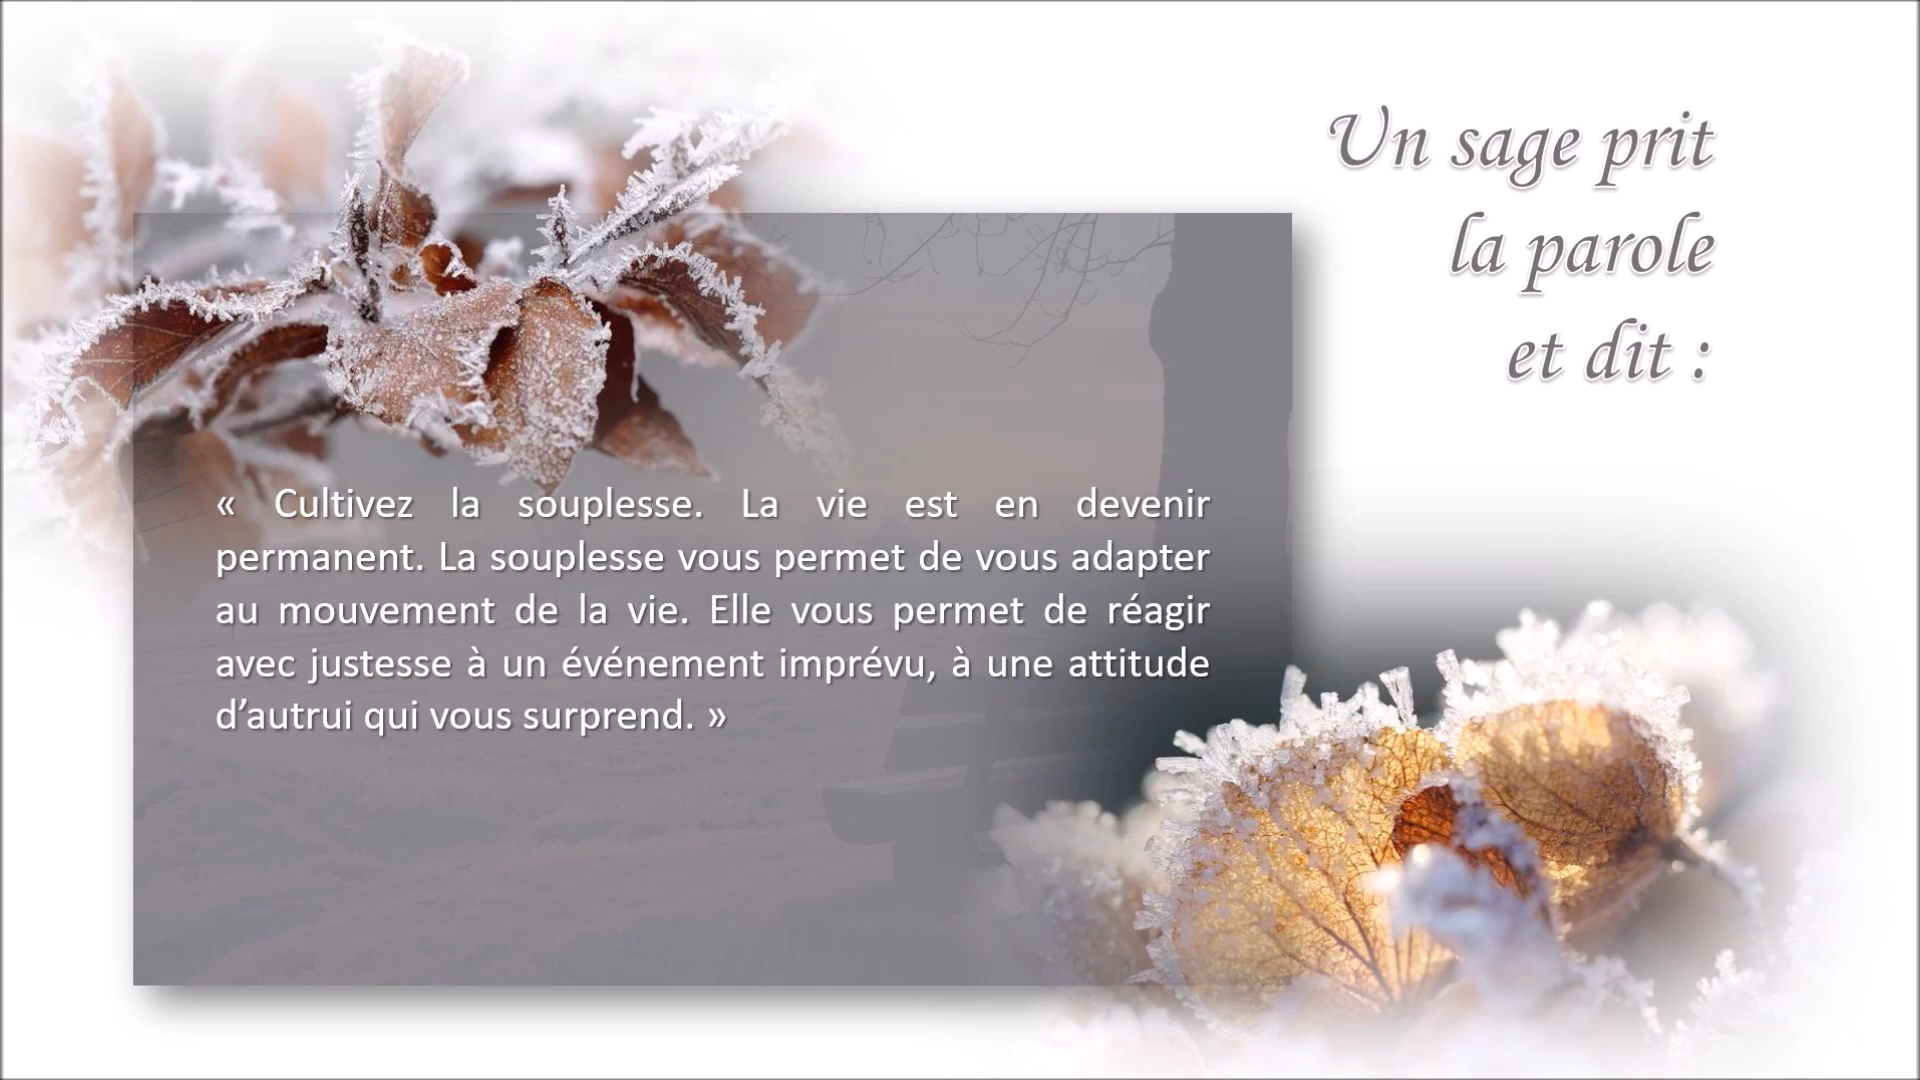 Un sage prit
la parole
et dit :
« Cultivez la souplesse. La vie est en devenir
permanent. La souplesse vous permet de vous adapter
au mouvement de la vie. Elle vous permet de réagir
avec justesse à un événement imprévu, à une attitude
d’autrui qui vous surprend. »